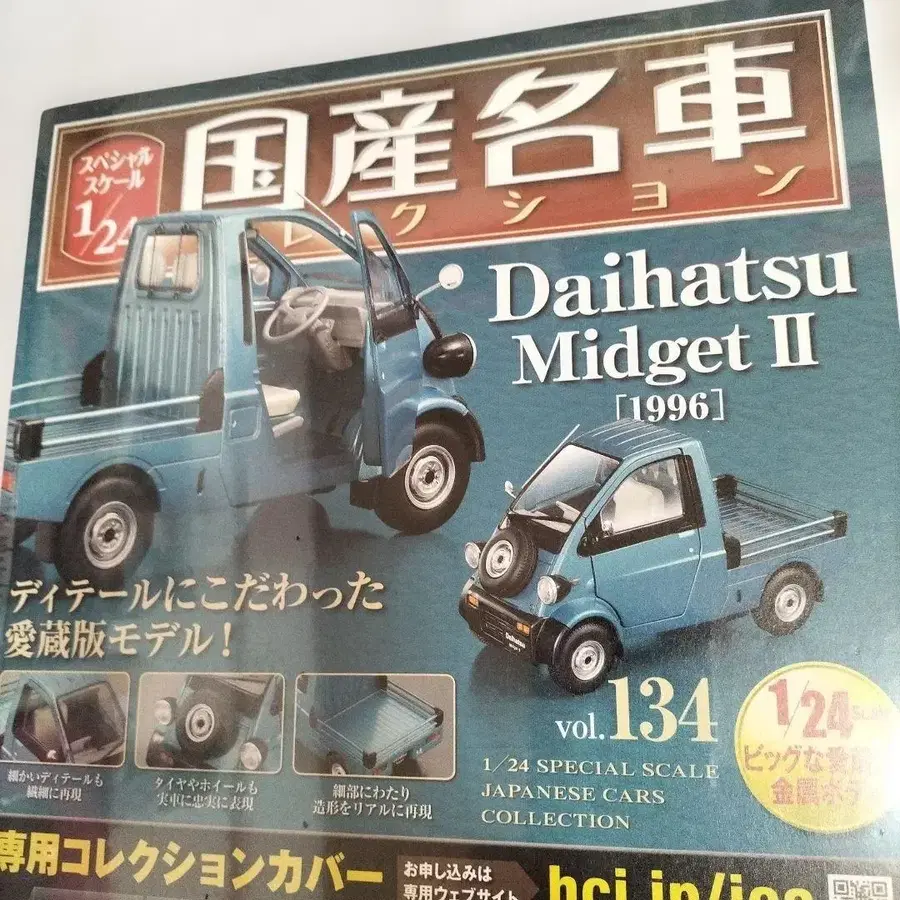 スペシャル
スケール
1/24
国産名車
レクション
Daihatsu
Midget II
[1996]
ディテールにこだわった
愛蔵版モデル!
Daihatsu
細かいディテールも
繊細に再現
タイヤやホイールも
実車に忠実に表現
細部にわたり
造形をリアルに再現
vol.134
1/24 SPECIAL SCALE
JAPANESE CARS
COLLECTION
1/24 Scale
ビッグな
金属ボ
専用コレクションカバー
お申し込みは
専用ウェブサイト
hcj.jp/